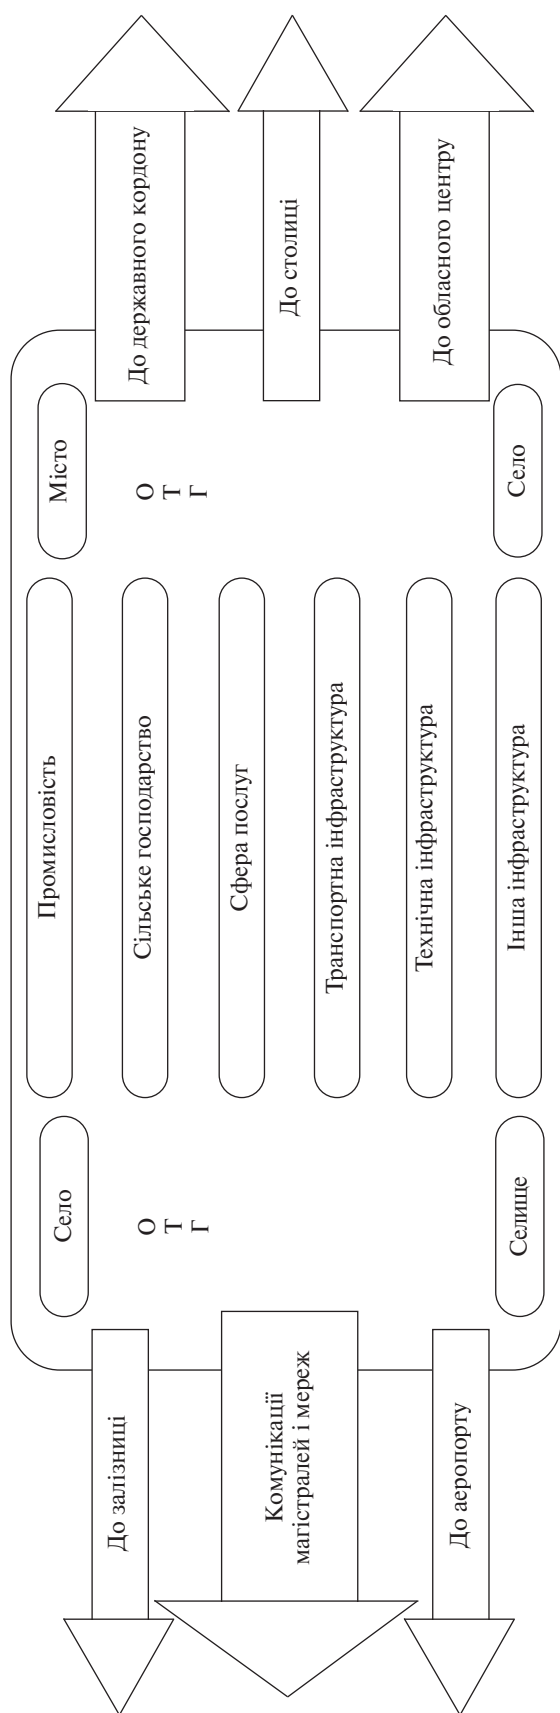 До залізниці
Комунікації
магістралей і мереж
До аеропорту
Село
О
Т
Г
Селище
Промисловість
Сільське господарство
Сфера послуг
Транспортна інфраструктура
Технічна інфраструктура
Інша інфраструктура
Місто
О
Т
Г
Село
До державного кордону
До столиці
До обласного центру